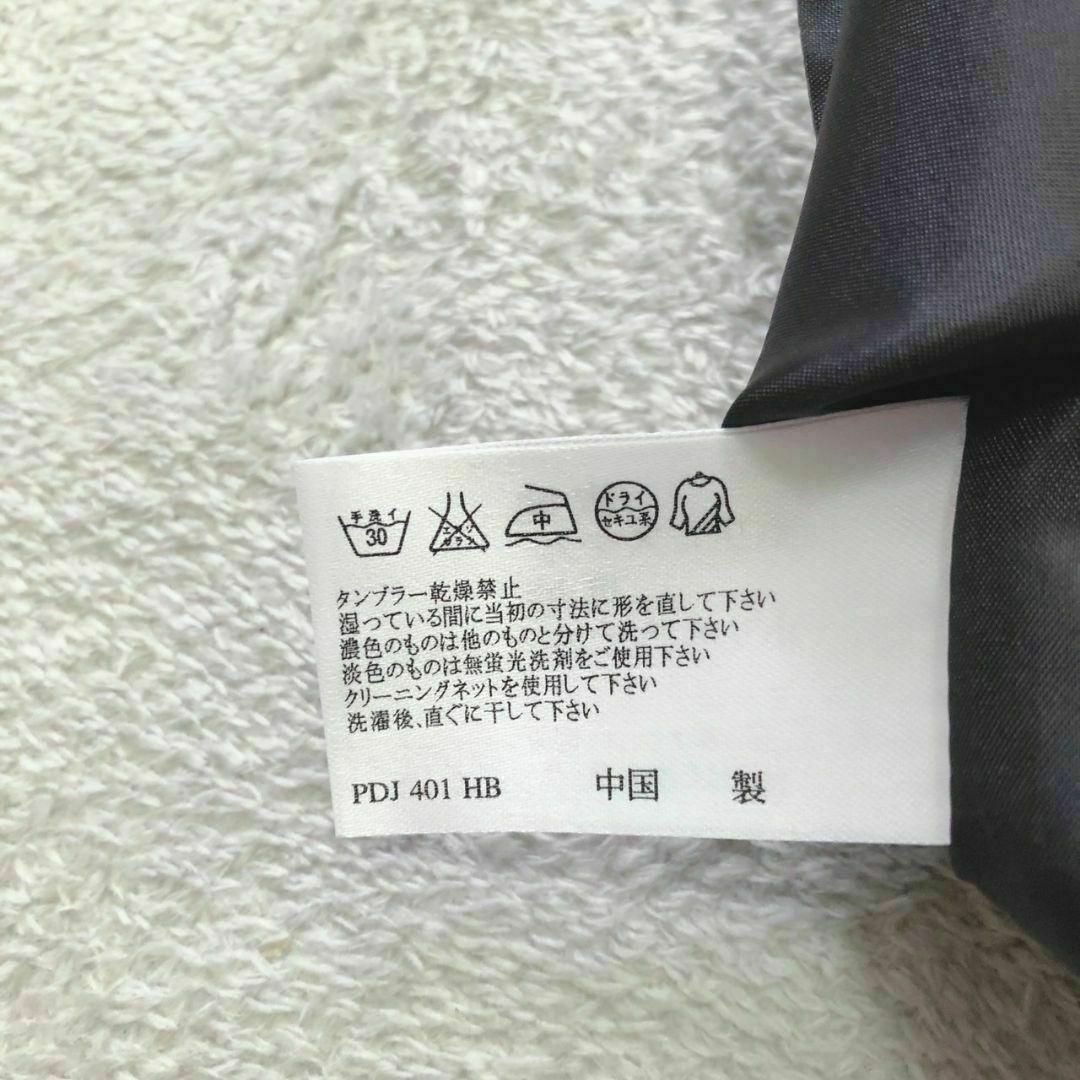 手洗イ 30 エンソ サラシ 中 ドライ セキユ系
タンブラー乾燥禁止
湿っている間に当初の寸法に形を直して下さい
濃色のものは他のものと分けて洗って下さい
淡色のものは無蛍光洗剤をご使用下さい
クリーニングネットを使用して下さい
洗濯後、直ぐに干して下さい
PDJ 401 HB 中国 製